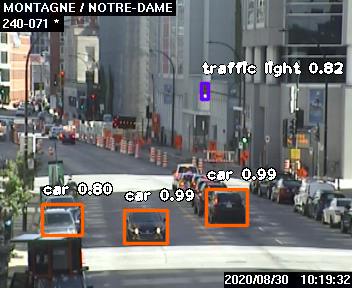 MONTAGNE / NOTRE-DAME
240-071 *
traffic light 0.82
car 0.80
car 0.99
car 0.99
2020/08/30 10:19:32